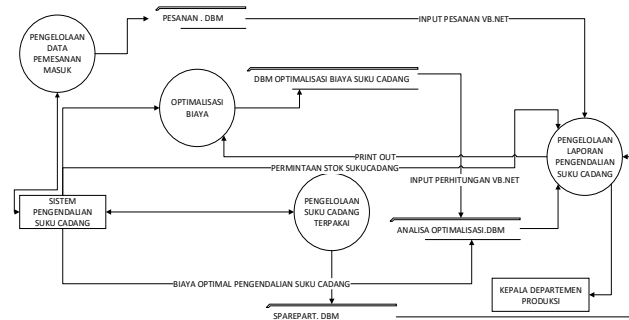 PENGELOLAAN
DATA
PEMESANAN
MASUK
PESANAN . DBM
INPUT PESANAN VB.NET
DBM OPTIMALISASI BIAYA SUKU CADANG
OPTIMALISASI
BIAYA
PENGELOLAAN
LAPORAN
PENGENDALIAN
SUKU CADANG
PRINT OUT
PERMINTAAN STOK SUKUCADANG
INPUT PERHITUNGAN VB.NET
SISTEM
PENGENDALIAN
SUKU CADANG
PENGELOLAAN
SUKU CADANG
TERPAKAI
ANALISA OPTIMALISASI.DBM
BIAYA OPTIMAL PENGENDALIAN SUKU CADANG
KEPALA DEPARTEMEN
PRODUKSI
SPAREPART. DBM